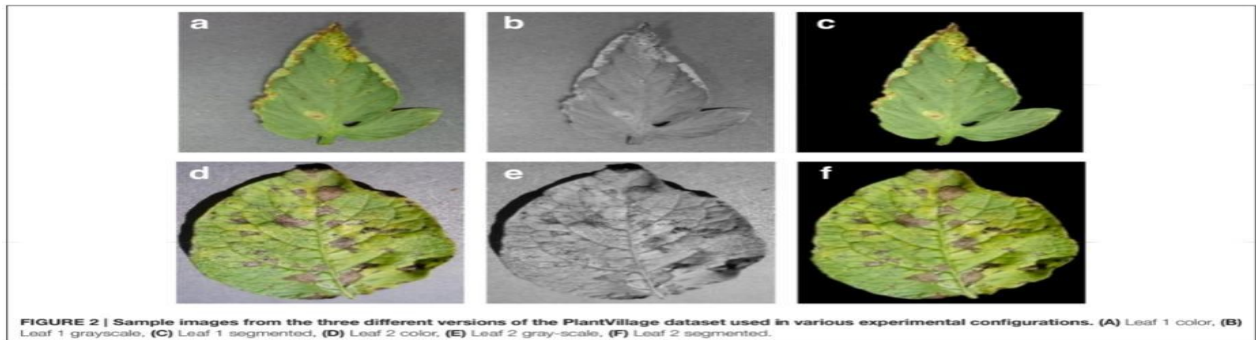 a b c
d e f
FIGURE 2 | Sample images from the three different versions of the PlantVillage dataset used in various experimental configurations. (A) Leaf 1 color, (B)
Leaf 1 grayscale, (C) Leaf 1 segmented, (D) Leaf 2 color, (E) Leaf 2 gray-scale, (F) Leaf 2 segmented.